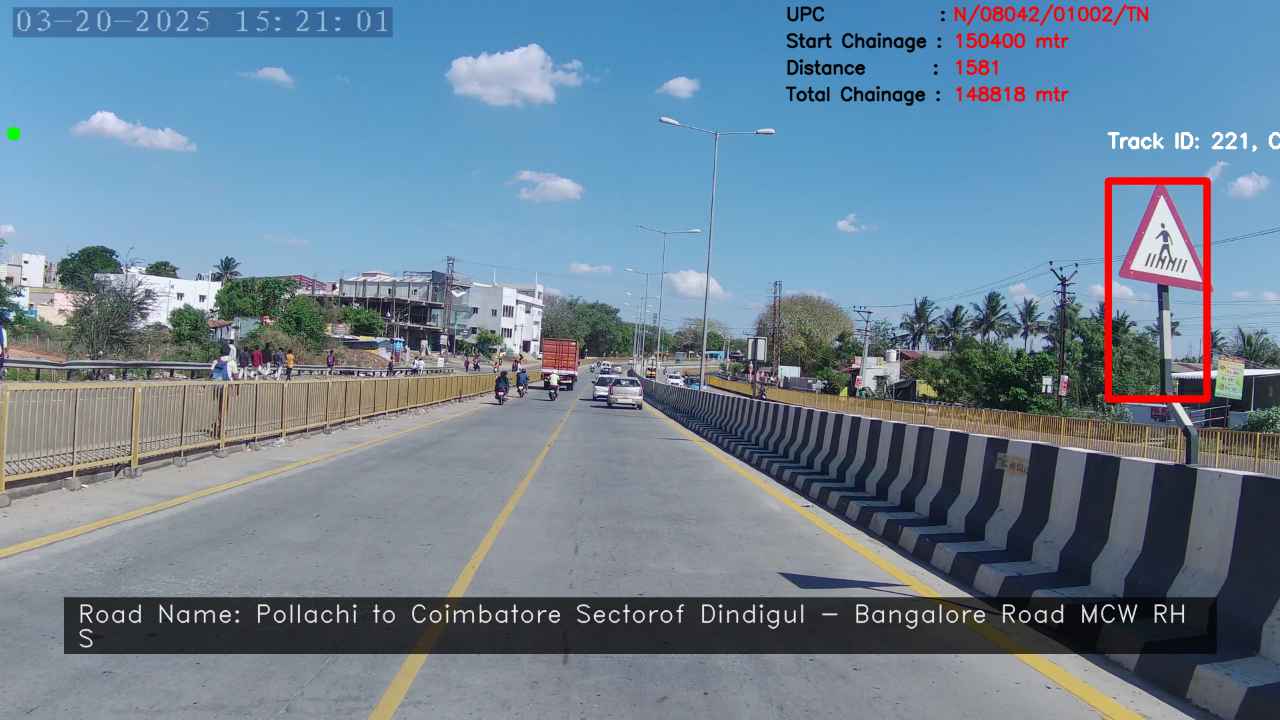 03-20-2025 15:21:01
UPC : N/08042/01002/TN
Start Chainage : 150400 mtr
Distance : 1581
Total Chainage : 148818 mtr
Track ID: 221,
Road Name: Pollachi to Coimbatore Sectorof Dindigul - Bangalore Road MCW RH
S